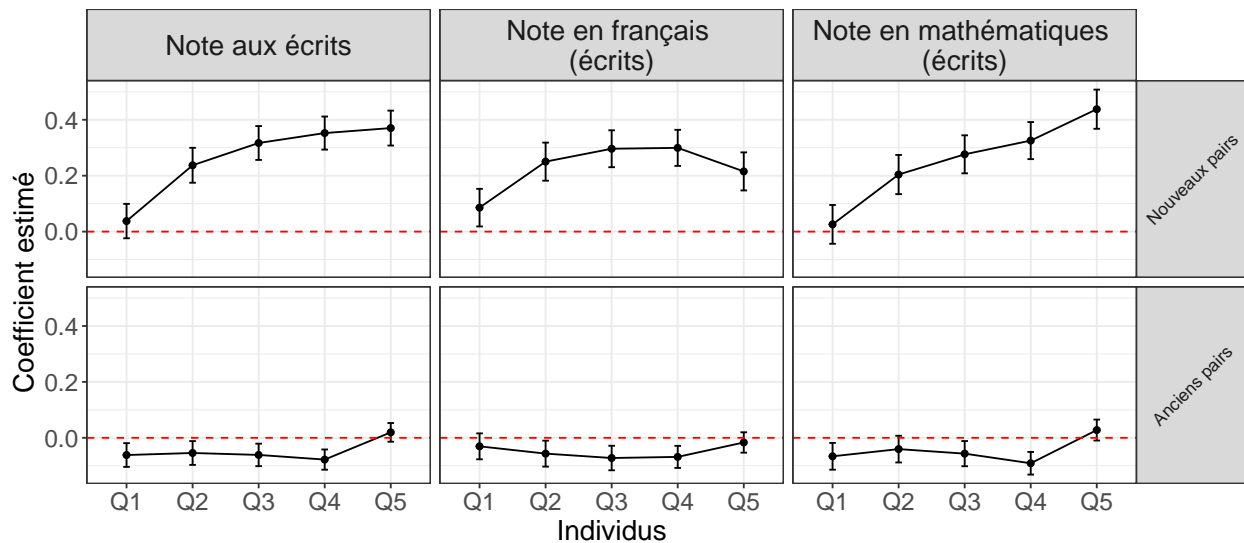 Note aux écrits
Note en français
(écrits)
Note en mathématiques
(écrits)
Coefficient estimé
0.4
0.2
0.0
Nouveaux pairs
0.4
0.2
0.0
Anciens pairs
Q1 Q2 Q3 Q4 Q5
Q1 Q2 Q3 Q4 Q5
Q1 Q2 Q3 Q4 Q5
Individus